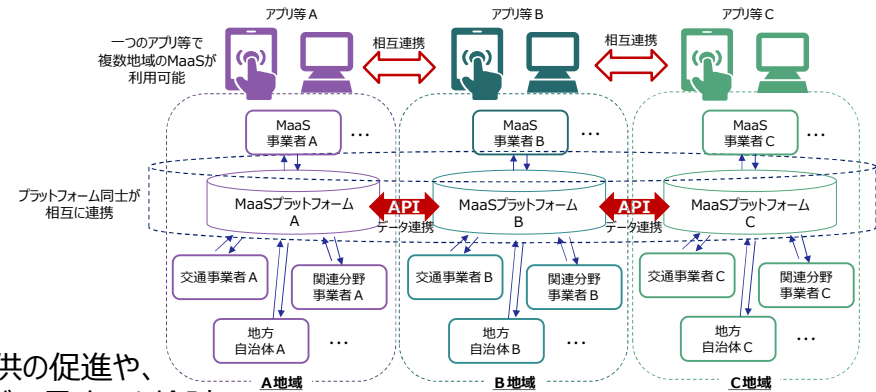 アプリ等A
アプリ等B
アプリ等C
一つのアプリ等で
複数地域のMaaSが
利用可能
相互連携
相互連携
MaaS
事業者A
…
MaaS
事業者B
…
MaaS
事業者C
…
プラットフォーム同士が
相互に連携
MaaSプラットフォーム
A
API
データ連携
MaaSプラットフォーム
B
API
データ連携
MaaSプラットフォーム
C
交通事業者A
関連分野
事業者A
交通事業者B
関連分野
事業者B
交通事業者C
関連分野
事業者C
地方
自治体A
…
地方
自治体B
…
地方
自治体C
…
供の促進や、
A地域
B地域
C地域